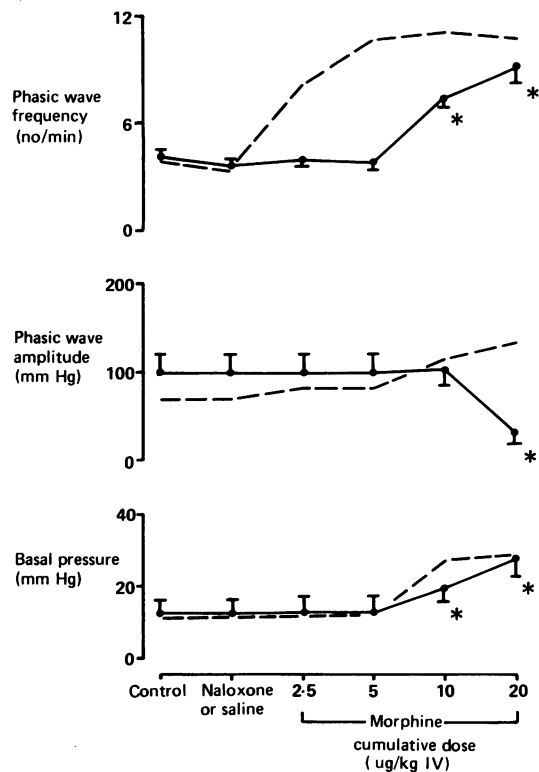 12
Phasic wave
frequency
(no/min)
6
0
*
*
200
Phasic wave
amplitude
(mm Hg)
100
0
*
40
Basal pressure
(mm Hg)
20
0
*
*
Control
Naloxone
or saline
2·5
5
10
20
Morphine
cumulative dose
( ug/kg IV)